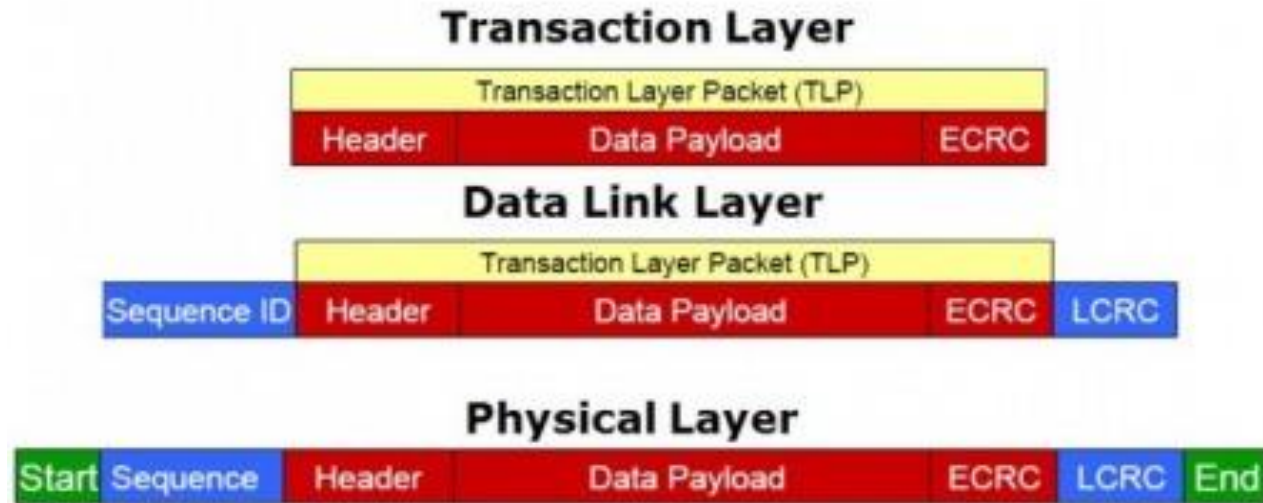 Transaction Layer
Transaction Layer Packet (TLP)
Header Data Payload ECRC
Data Link Layer
Transaction Layer Packet (TLP)
Sequence ID Header Data Payload ECRC LCRC
Physical Layer
Start Sequence Header Data Payload ECRC LCRC End